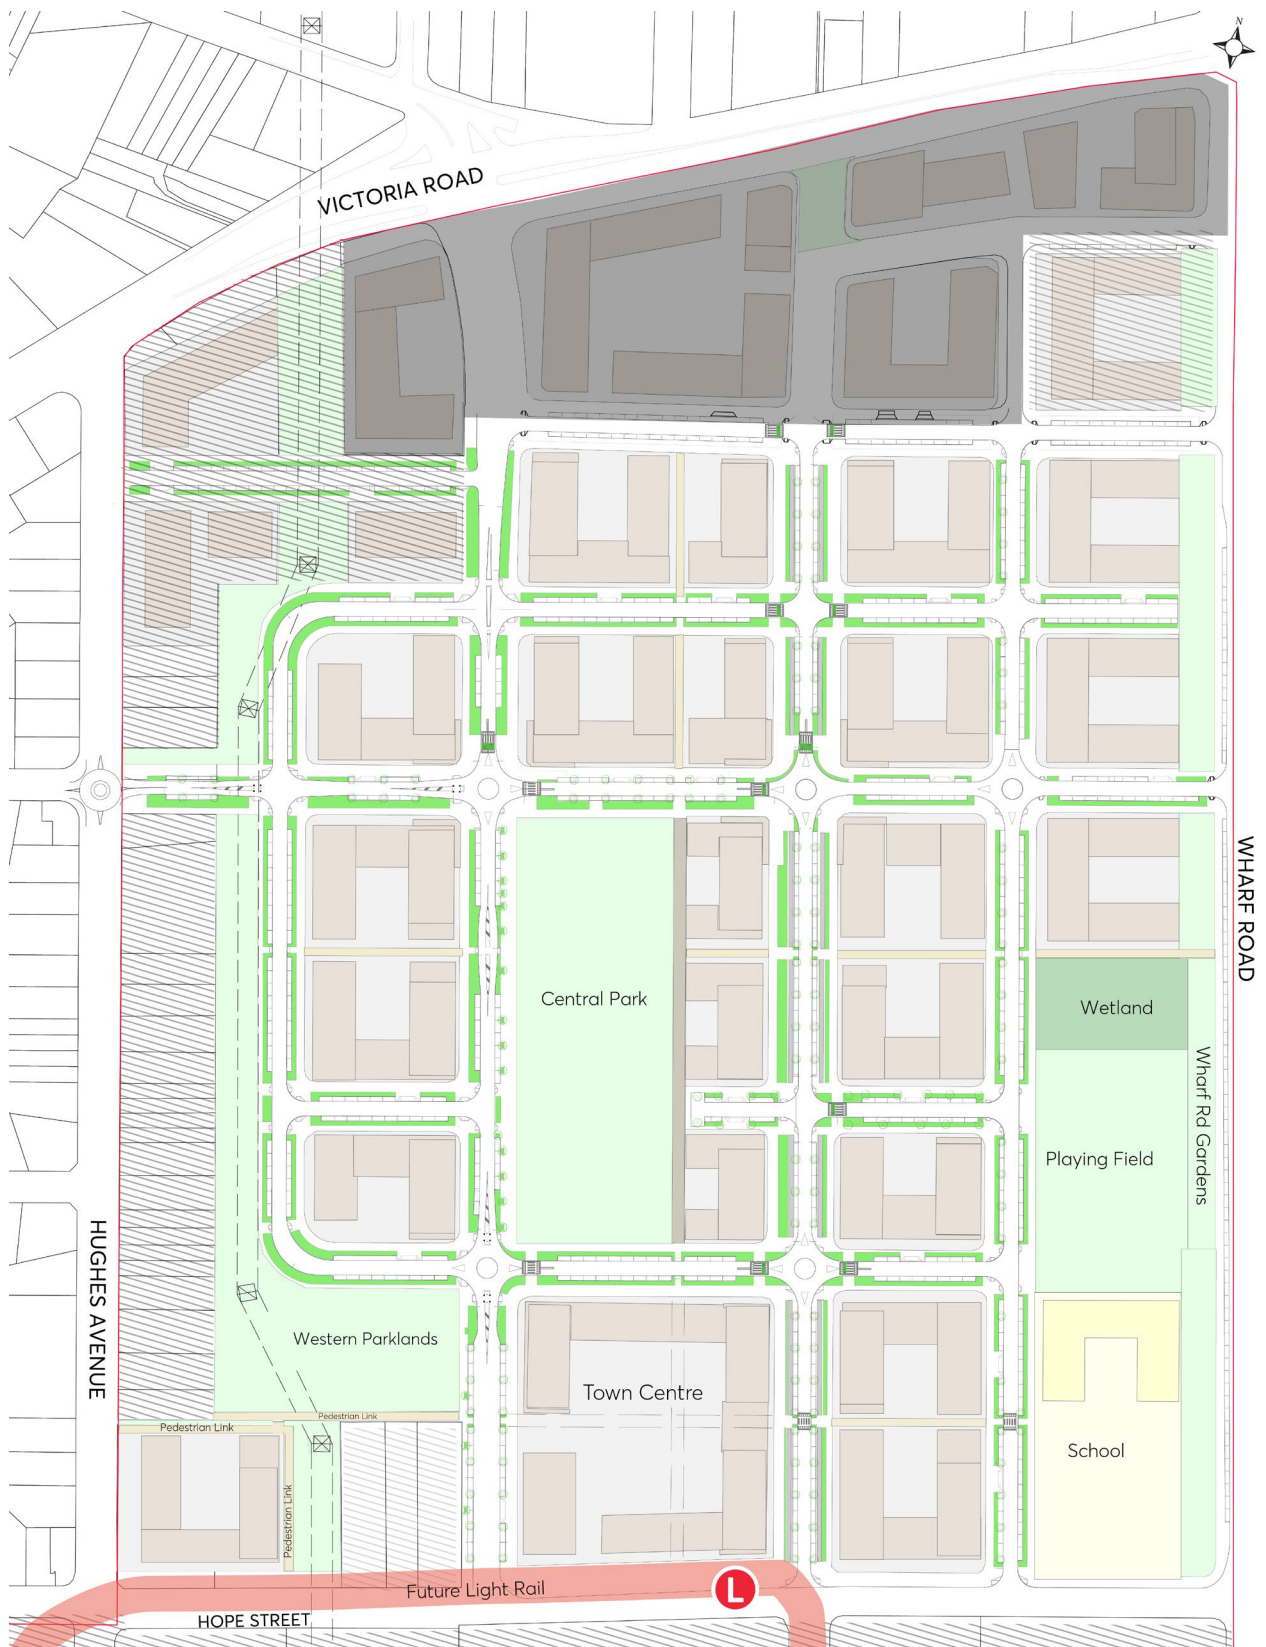 N
VICTORIA ROAD
WHARF ROAD
Central Park
Wetland
Wharf Rd Gardens
Playing Field
HUGHES AVENUE
Western Parklands
Town Centre
Pedestrian Link
Pedestrian Link
School
Pedestrian Link
Future Light Rail
L
HOPE STREET